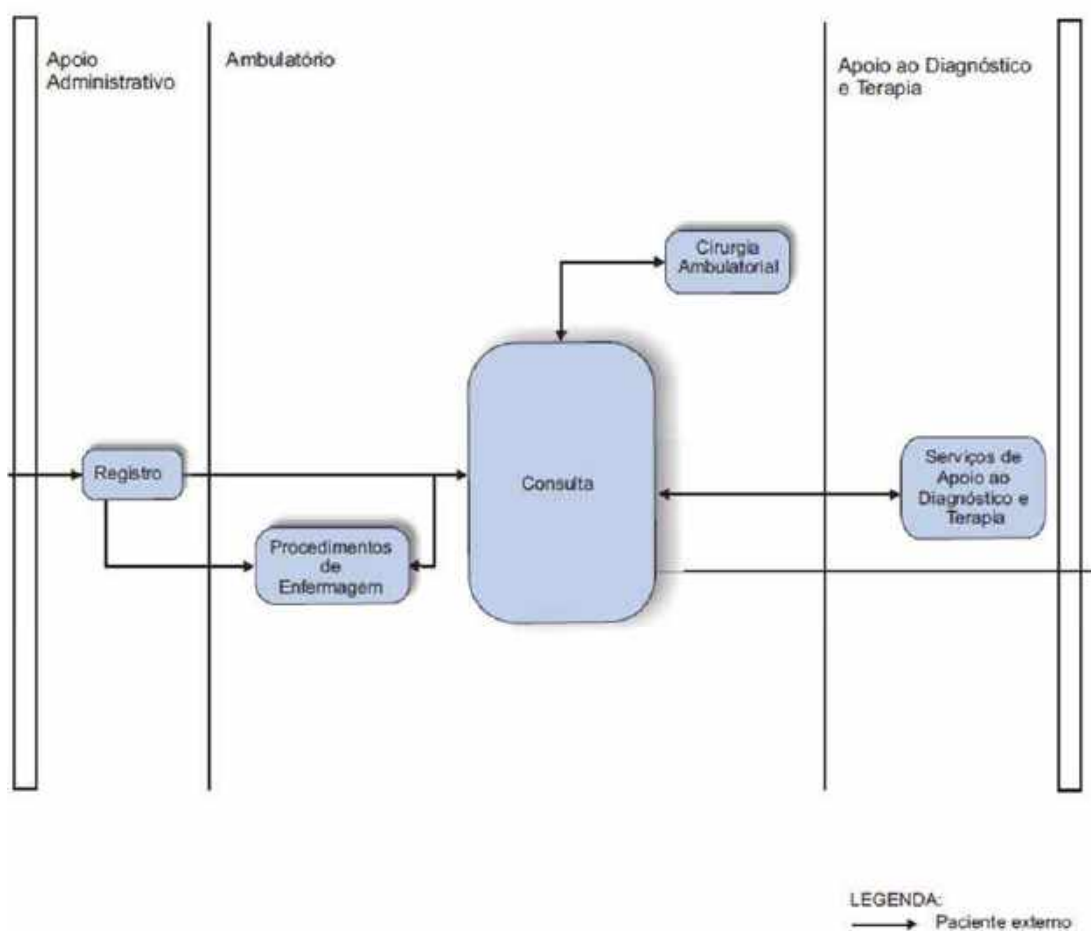 Apoio
Administrativo
Ambulatório
Apoio ao Diagnóstico
e Terapia
Cirurgia
Ambulatorial
Registro
Procedimentos
de
Enfermagem
Consulta
Serviços de
Apoio ao
Diagnóstico e
Terapia
LEGENDA:
Paciente externo